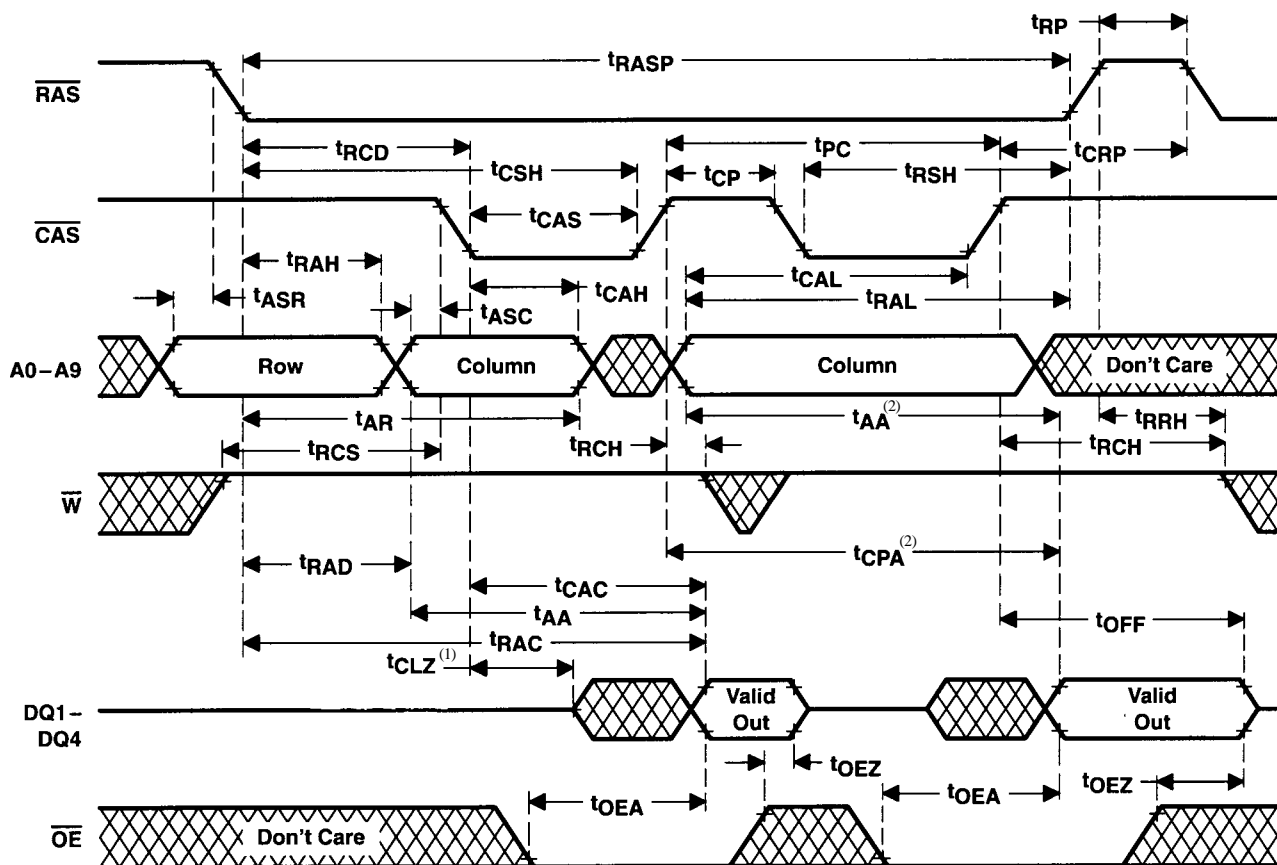 tRP
tRASP
RAS
tRCD
tPC
tCRP
tCSH
tCP
tRSH
CAS
tCAS
tRAH
tCAL
tASR
tCAH
tRAL
tASC
A0–A9
Row
Column
Column
Don't Care
tAR
tAA(2)
tRRH
tRCS
tRCH
tRCH
W
tCPA(2)
tRAD
tCAC
tAA
tOFF
tRAC
tCLZ(1)
DQ1–
DQ4
Valid
Out
Valid
Out
tOEZ
tOEZ
tOEA
tOEA
OE
Don't Care